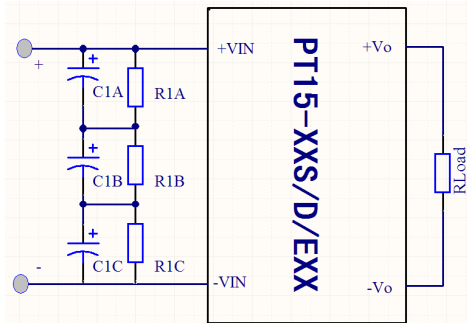 +VIN
+Vo
+
+
C1A
R1A
PT15-XXS/D/EXX
+
C1B
R1B
RLoad
+
C1C
R1C
-
-VIN
-Vo